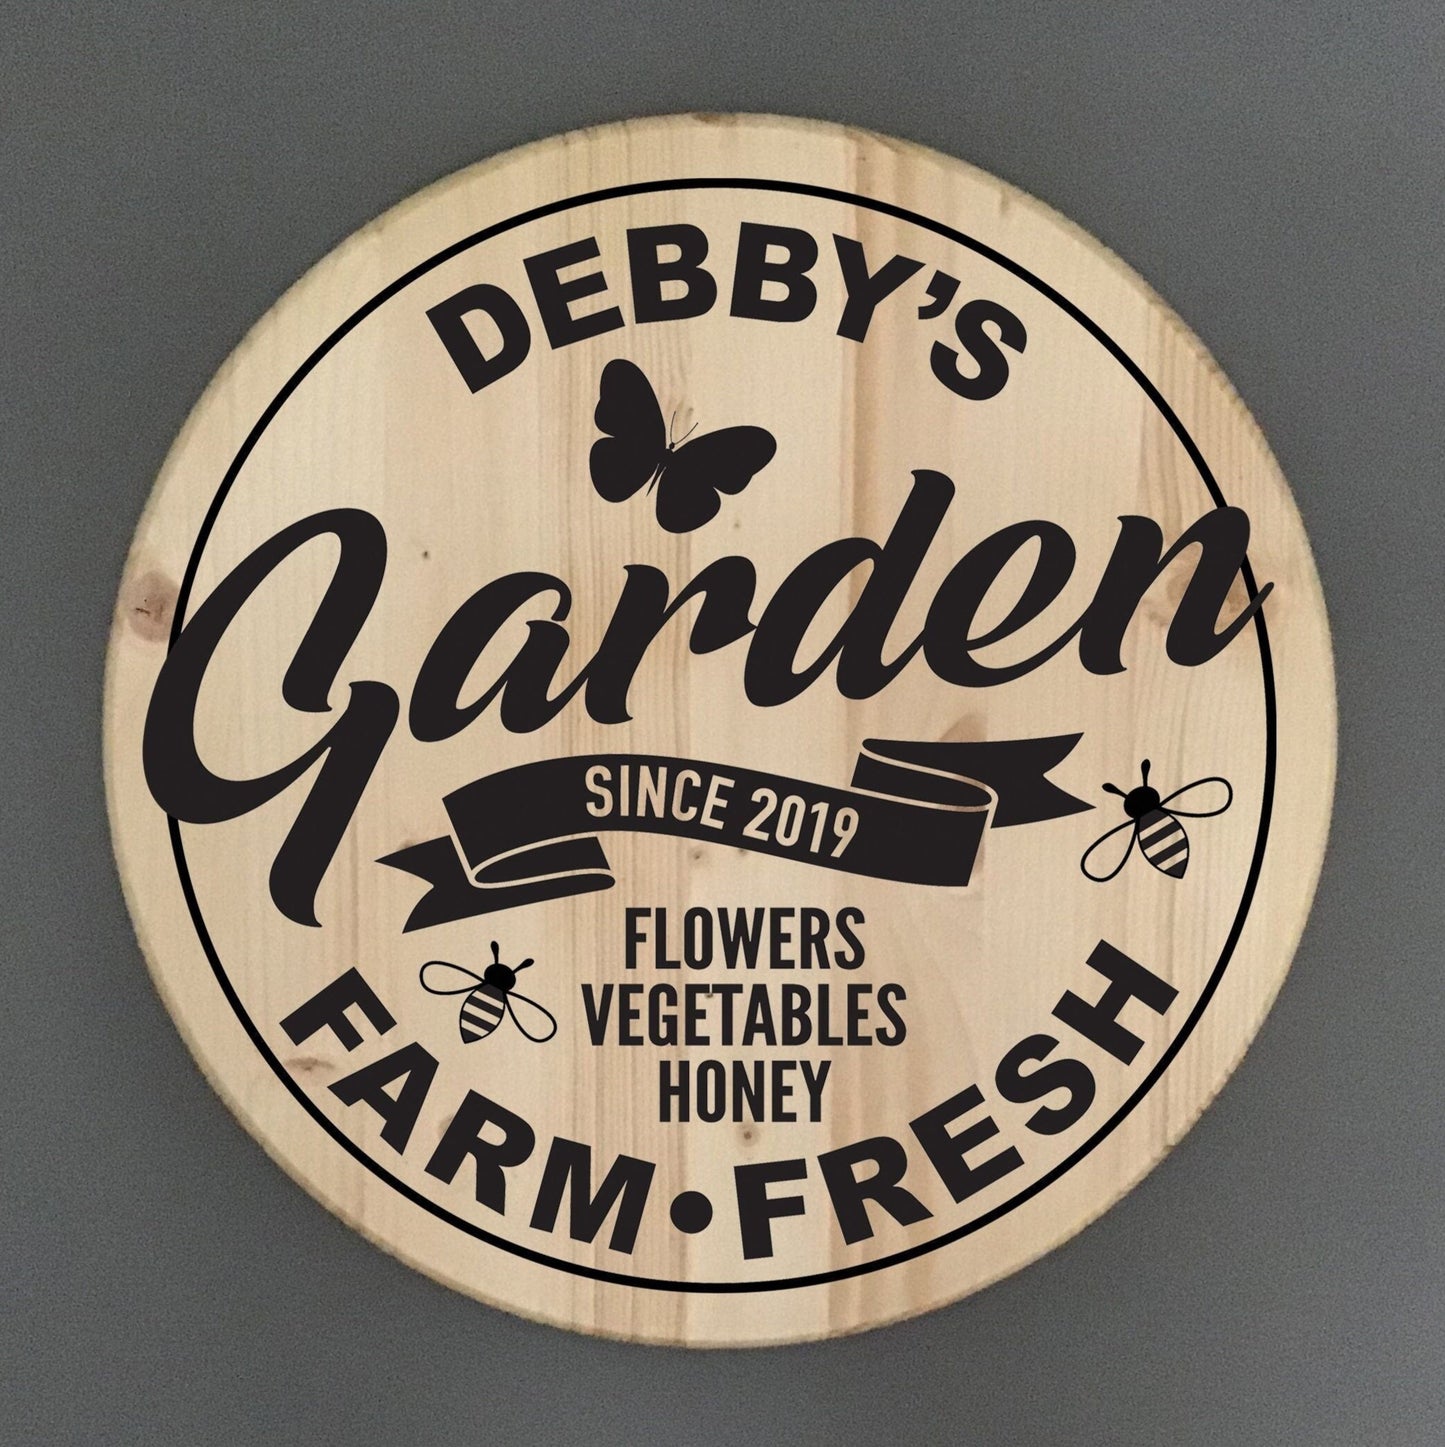 DEBBY'S
Garden
SINCE 2019
FLOWERS
VEGETABLES
HONEY
FARM • FRESH